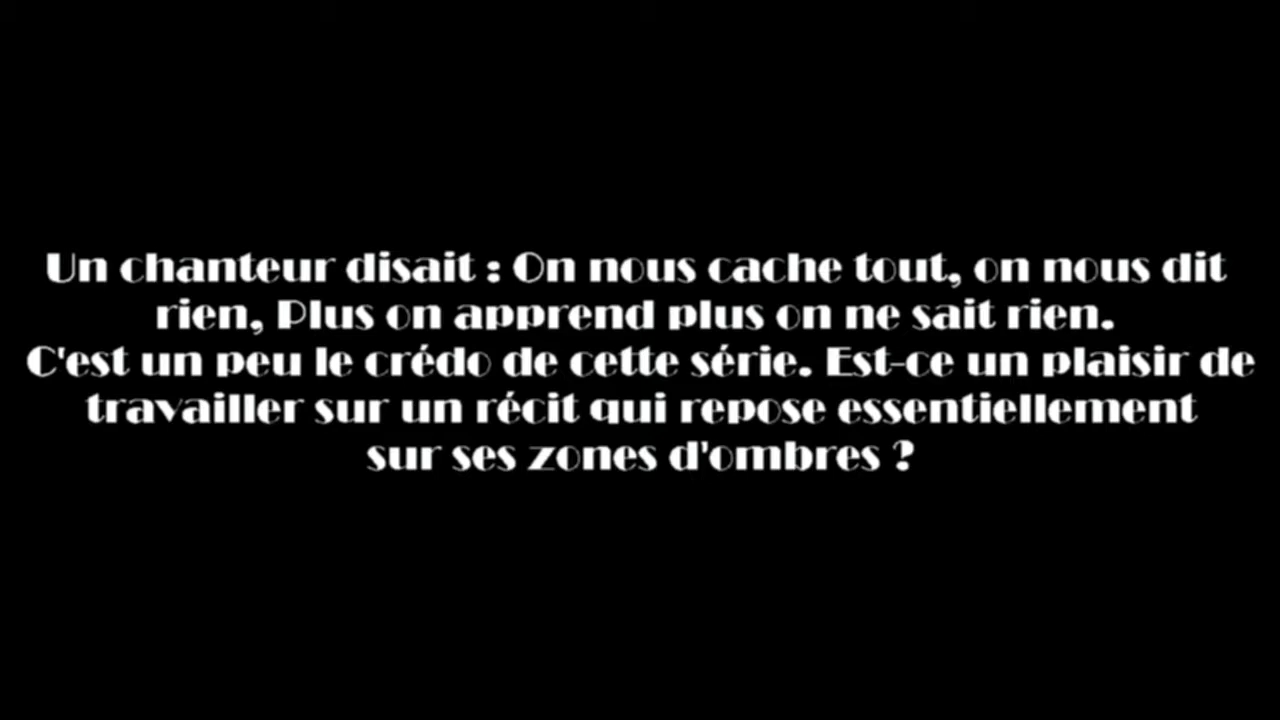 Un chanteur disait : On nous cache tout, on nous dit
rien, Plus on apprend plus on ne sait rien.
C'est un peu le crédo de cette série. Est-ce un plaisir de
travailler sur un récit qui repose essentiellement
sur ses zones d'ombres ?